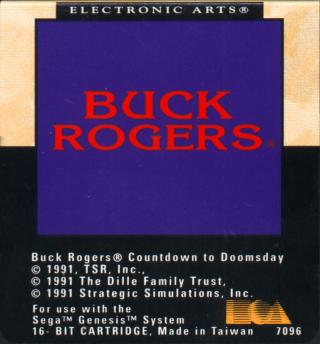 ELECTRONIC ARTS®
BUCK
ROGERS®
Buck Rogers® Countdown to Doomsday
© 1991, TSR, Inc.,
© 1991 The Dille Family Trust,
© 1991 Strategic Simulations, Inc.
For use with the
Sega™ Genesis™ System
16- BIT CARTRIDGE, Made in Taiwan 7096
EA